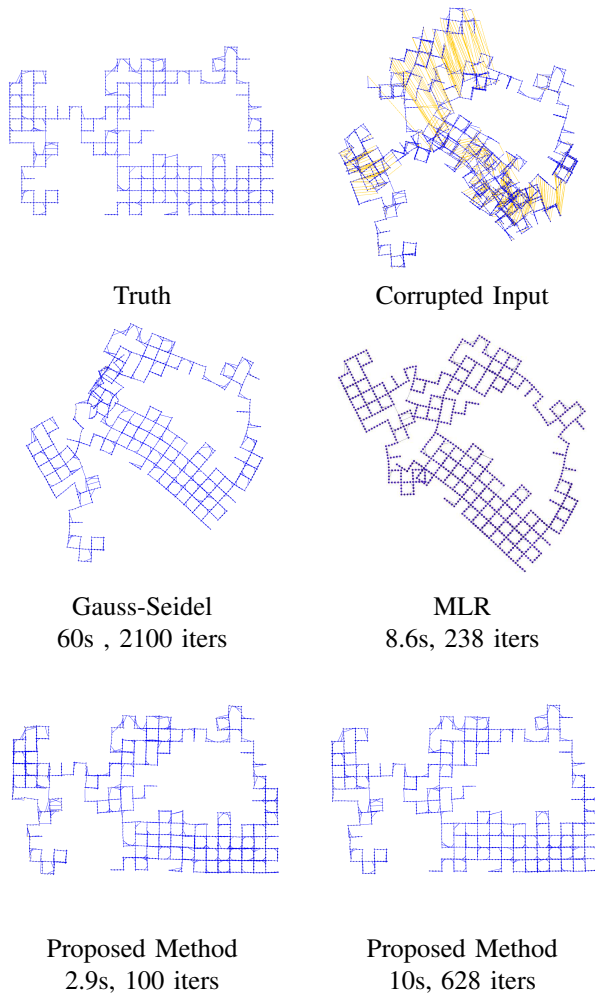 Truth
Corrupted Input
Gauss-Seidel
60s , 2100 iters
MLR
8.6s, 238 iters
Proposed Method
2.9s, 100 iters
Proposed Method
10s, 628 iters